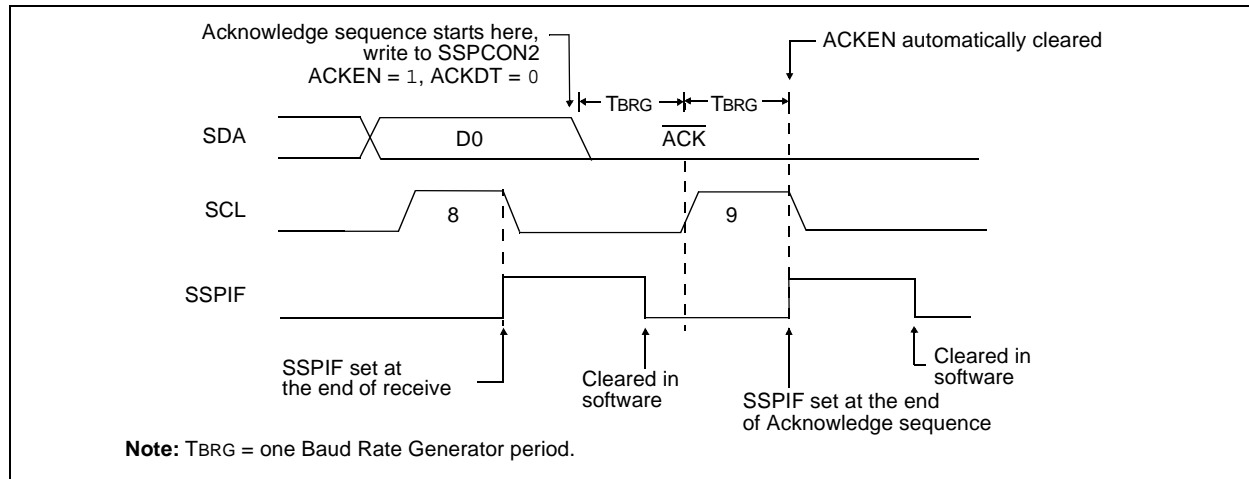 Acknowledge sequence starts here,
write to SSPCON2
ACKEN = 1, ACKDT = 0
ACKEN automatically cleared
TBRG
TBRG
SDA
D0
ACK
SCL
8
9
SSPIF
SSPIF set at
the end of receive
Cleared in
software
SSPIF set at the end
of Acknowledge sequence
Cleared in
software
Note: TBRG = one Baud Rate Generator period.